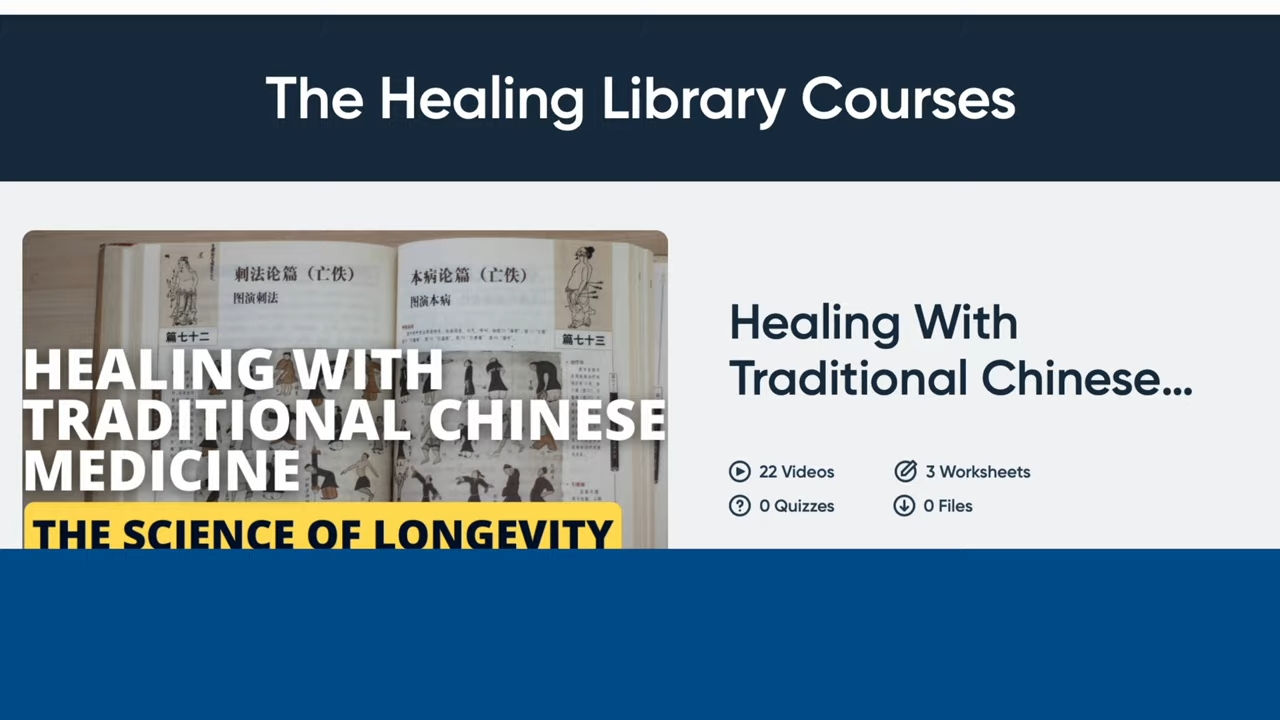 The Healing Library Courses
刺法论篇（亡佚）
图演刺法
本病论篇（亡佚）
图演本病
篇七十二
篇七十三
HEALING WITH
TRADITIONAL CHINESE
MEDICINE
THE SCIENCE OF LONGEVITY
Healing With
Traditional Chinese...
22 Videos
3 Worksheets
0 Quizzes
0 Files